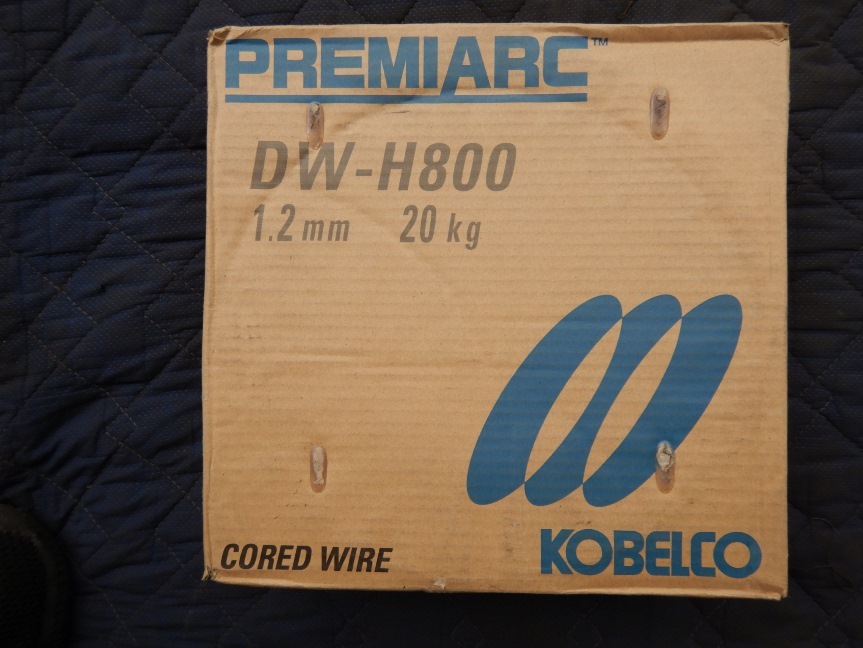 PREMIARC™
DW-H800
1.2 mm 20 kg
CORED WIRE
KOBELCO